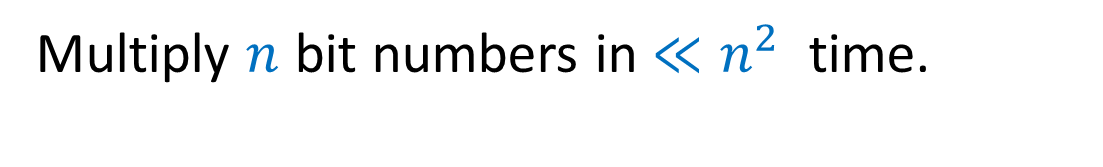 Multiply n bit numbers in ≪ n² time.